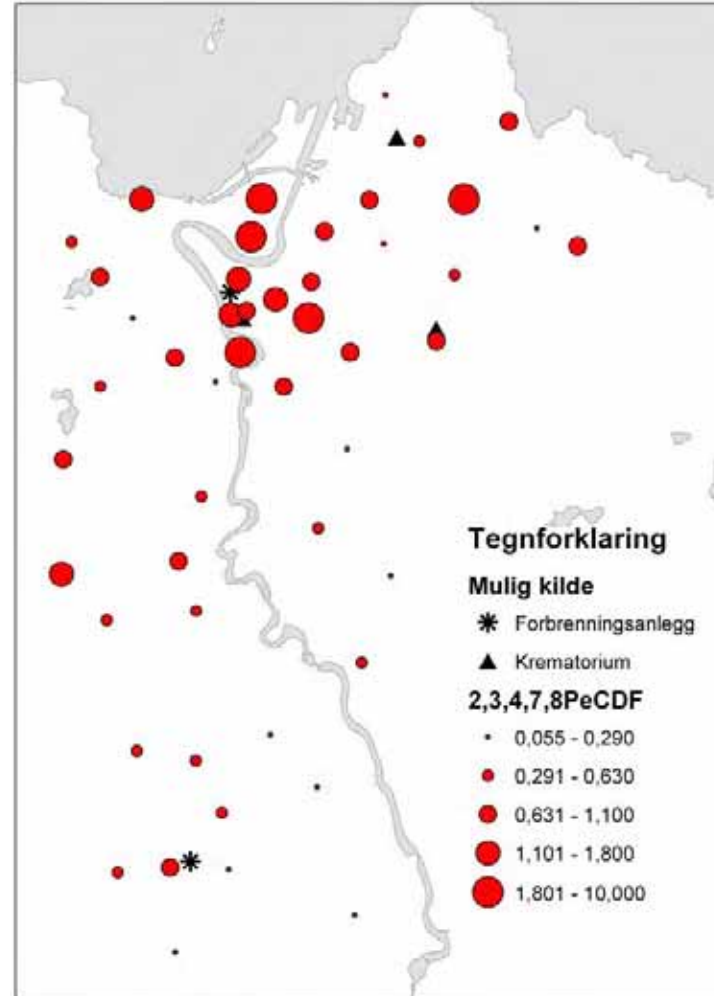 Tegnforklaring
Mulig kilde
Forbrenningsanlegg
Krematorium
2,3,4,7,8PeCDF
0,055 - 0,290
0,291 - 0,630
0,631 - 1,100
1,101 - 1,800
1,801 - 10,000